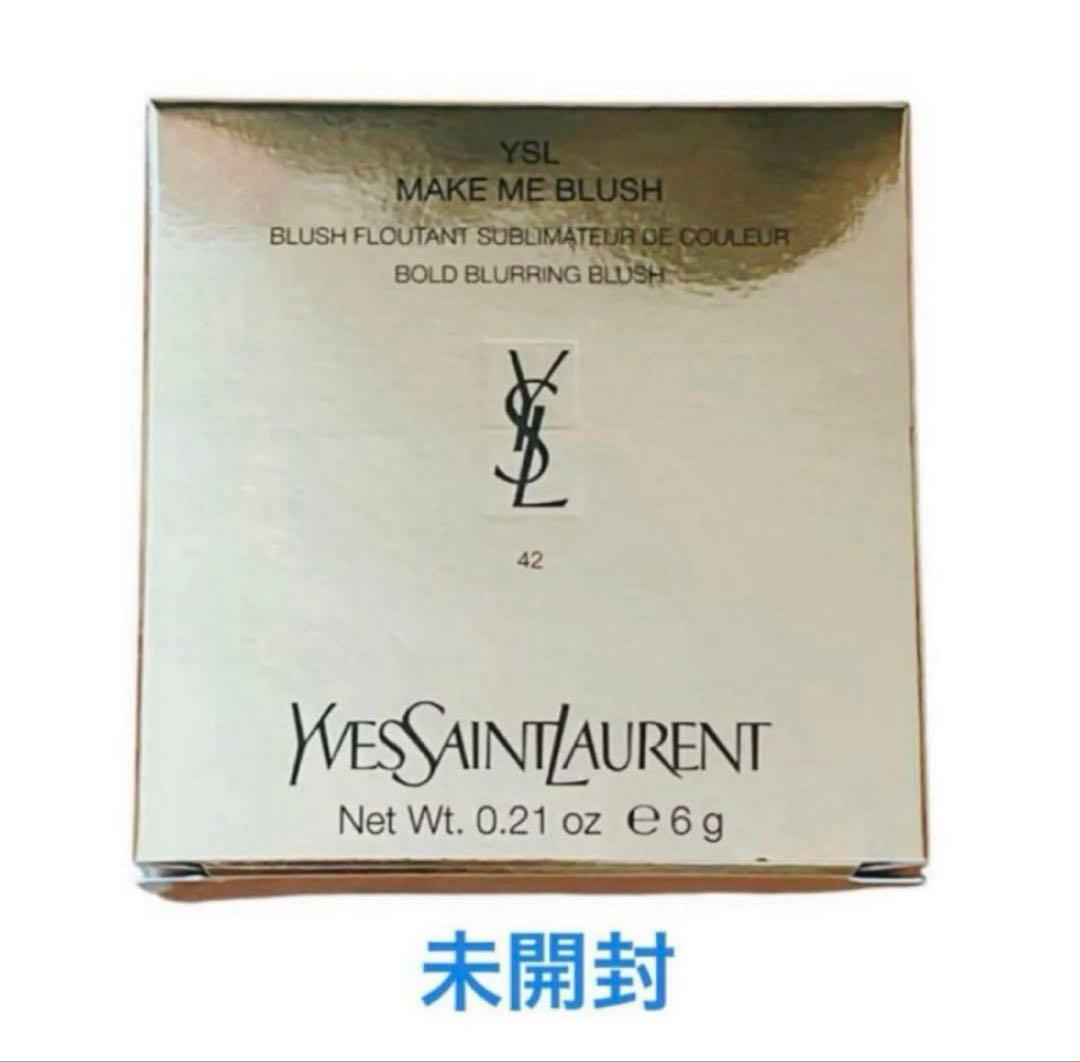 YSL
MAKE ME BLUSH
BLUSH FLOUTANT SUBLIMATEUR DE COULEUR
BOLD BLURRING BLUSH
YSL
42
YVESSAINTLAURENT
Net Wt. 0.21 oz ℮ 6 g
未開封